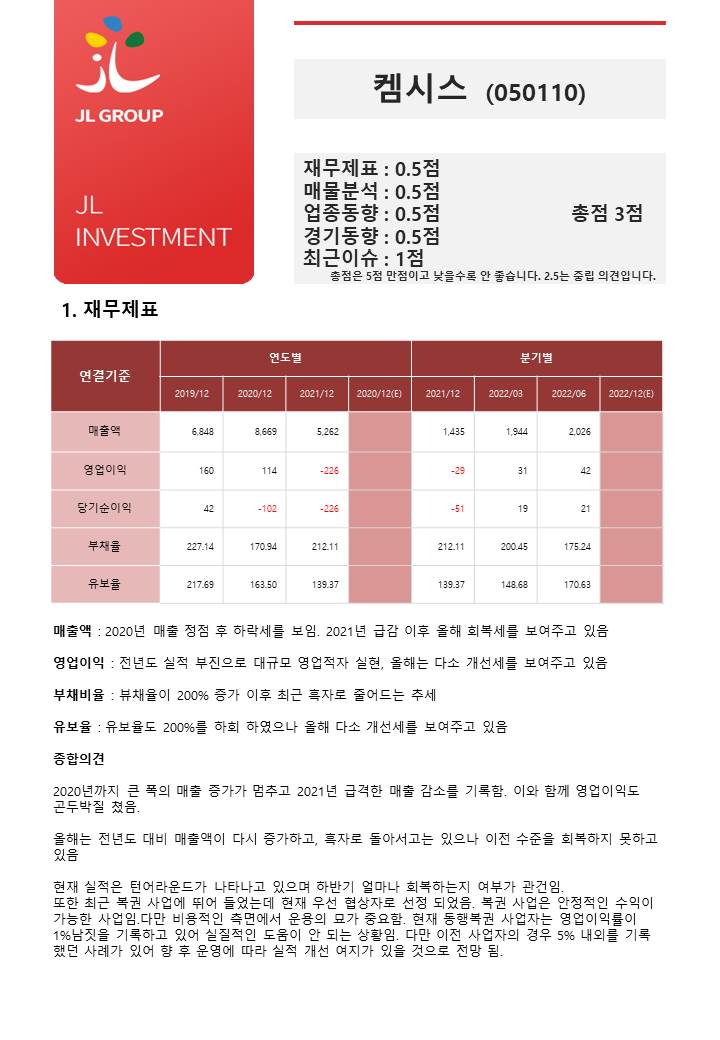 JL GROUP
JL
INVESTMENT
켐시스 (050110)
재무제표 : 0.5점
매물분석 : 0.5점
업종동향 : 0.5점 총점 3점
경기동향 : 0.5점
최근이슈 : 1점
총점은 5점 만점이고 낮을수록 안 좋습니다. 2.5는 중립 의견입니다.
1. 재무제표
연결기준 연도별 분기별
2019/12 2020/12 2021/12 2020/12(E) 2021/12 2022/03 2022/06 2022/12(E)
매출액 6,848 8,669 5,262 1,435 1,944 2,026
영업이익 160 114 -226 -29 31 42
당기순이익 42 -102 -226 -51 19 21
부채율 227.14 170.94 212.11 212.11 200.45 175.24
유보율 217.69 163.50 139.37 139.37 148.68 170.63
매출액 : 2020년 매출 정점 후 하락세를 보임. 2021년 급감 이후 올해 회복세를 보여주고 있음
영업이익 : 전년도 실적 부진으로 대규모 영업적자 실현, 올해는 다소 개선세를 보여주고 있음
부채비율 : 뷰채율이 200% 증가 이후 최근 흑자로 줄어드는 추세
유보율 : 유보율도 200%를 하회 하였으나 올해 다소 개선세를 보여주고 있음
종합의견
2020년까지 큰 폭의 매출 증가가 멈추고 2021년 급격한 매출 감소를 기록함. 이와 함께 영업이익도
곤두박질 쳤음.
올해는 전년도 대비 매출액이 다시 증가하고, 흑자로 돌아서고는 있으나 이전 수준을 회복하지 못하고
있음
현재 실적은 턴어라운드가 나타나고 있으며 하반기 얼마나 회복하는지 여부가 관건임.
또한 최근 복권 사업에 뛰어 들었는데 현재 우선 협상자로 선정 되었음. 복권 사업은 안정적인 수익이
가능한 사업임.다만 비용적인 측면에서 운용의 묘가 중요함. 현재 동행복권 사업자는 영업이익률이
1%남짓을 기록하고 있어 실질적인 도움이 안 되는 상황임. 다만 이전 사업자의 경우 5% 내외를 기록
했던 사례가 있어 향 후 운영에 따라 실적 개선 여지가 있을 것으로 전망 됨.